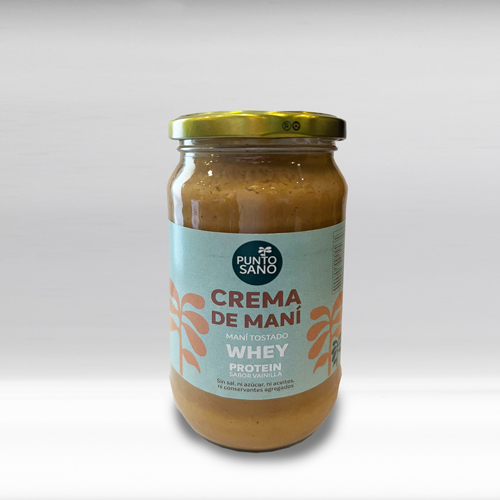 PUNTO
SANO
CREMA
DE MANÍ
MANÍ TOSTADO
WHEY
PROTEIN
SABOR VAINILLA
Sin sal, ni azúcar, ni aceites,
ni conservantes agregados